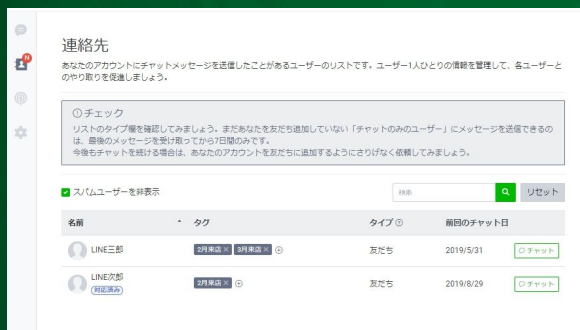 N
連絡先
あなたのアカウントにチャットメッセージを送信したことがあるユーザーのリストです。ユーザー1人ひとりの情報を管理して、各ユーザーと
のやり取りを促進しましょう。
チェック
リストのタイプ欄を確認してみましょう。まだあなたを友だち追加していない「チャットのみのユーザー」にメッセージを送信できるの
は、最後のメッセージを受け取ってから7日間のみです。
今後もチャットを続ける場合は、あなたのアカウントを友だちに追加するようにさりげなく依頼してみましょう。
スパムユーザーを非表示 検索 リセット
名前 タグ タイプ 前回のチャット日
LINE三郎 2月来店 × 3月来店 × 友だち 2019/5/31 チャット
LINE次郎
対応済み 2月来店 × 友だち 2019/8/29 チャット